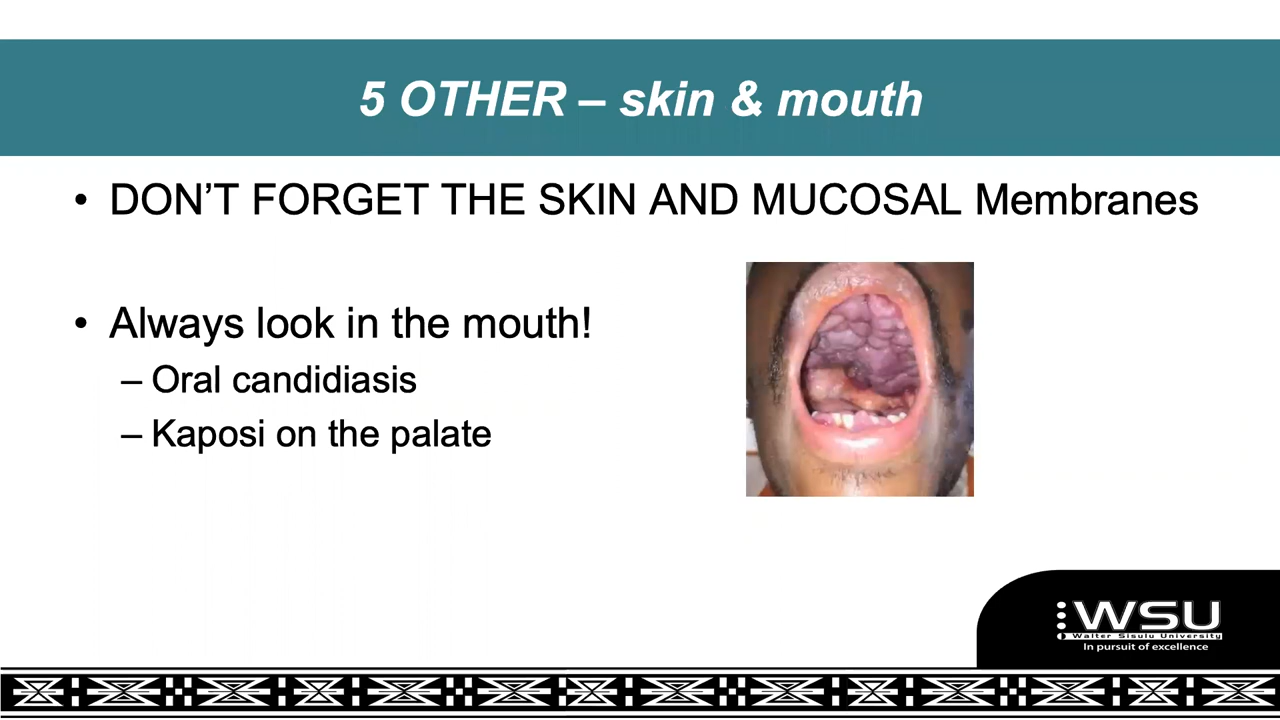 5 OTHER – skin & mouth
• DON’T FORGET THE SKIN AND MUCOSAL Membranes
• Always look in the mouth!
– Oral candidiasis
– Kaposi on the palate
WSU
Walter Sisulu University
In pursuit of excellence